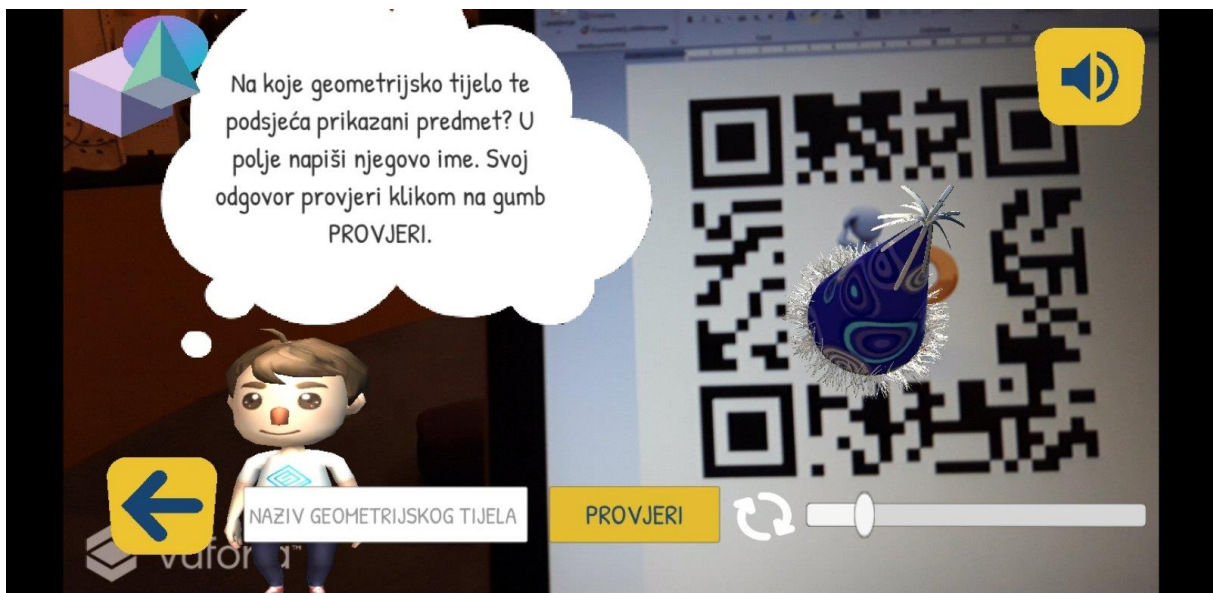 Na koje geometrijsko tijelo te
podsjeća prikazani predmet? U
polje napiši njegovo ime. Svoj
odgovor provjeri klikom na gumb
PROVJERI.
NAZIV GEOMETRIJSKOG TIJELA
PROVJERI
vuforia™